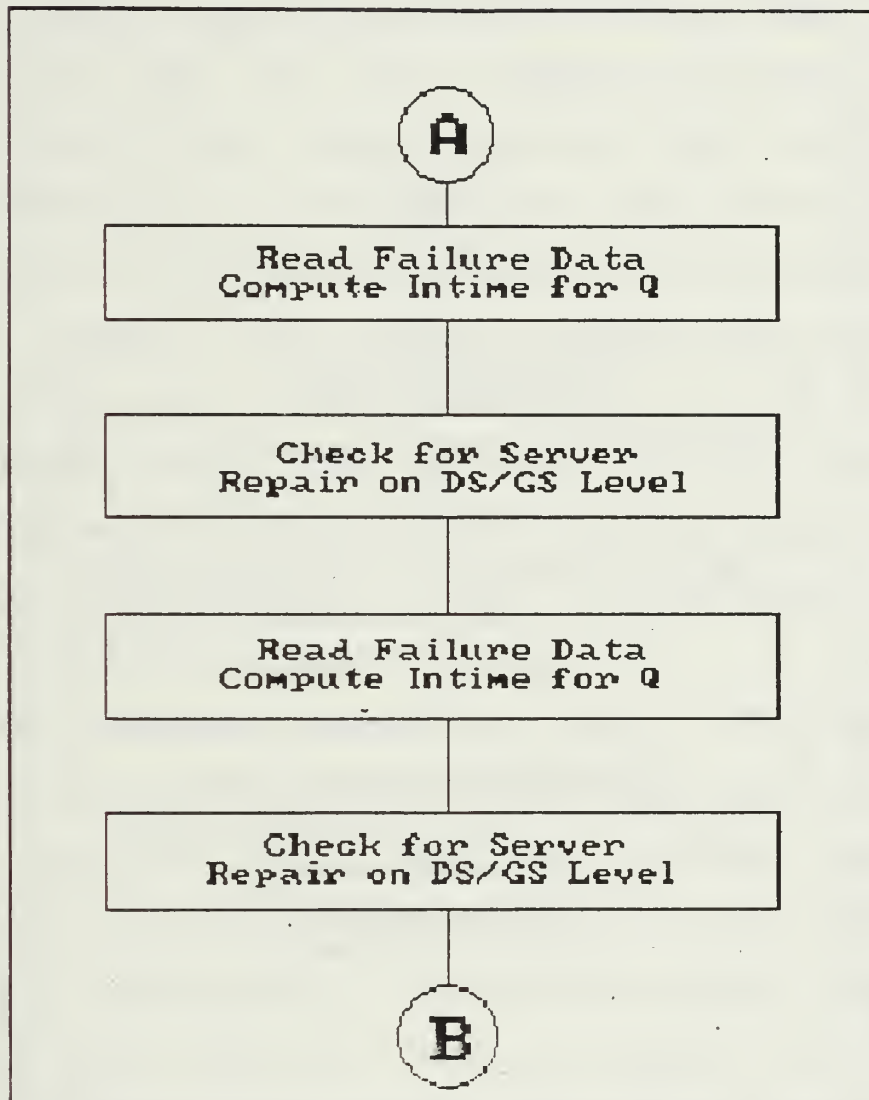 A
Read Failure Data
Compute Intime for Q
Check for Server
Repair on DS/GS Level
Read Failure Data
Compute Intime for Q
Check for Server
Repair on DS/GS Level
B